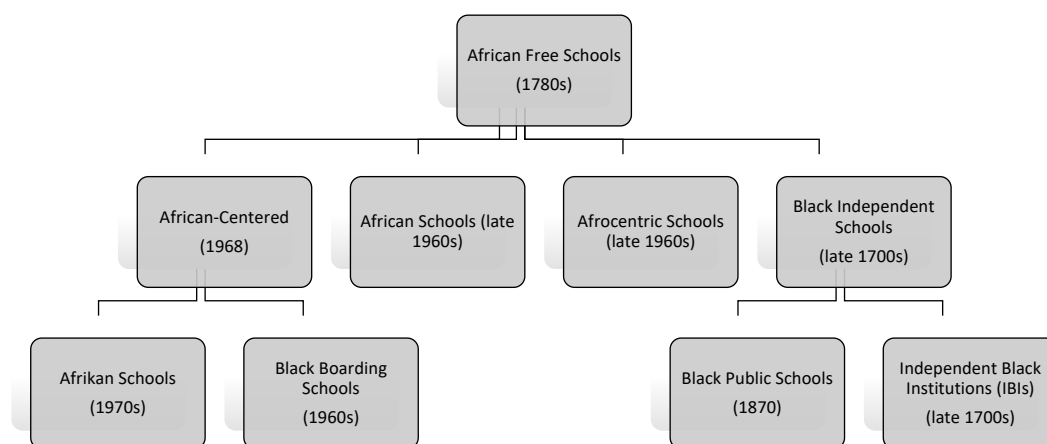 African Free Schools
(1780s)
African-Centered
(1968)
African Schools (late
1960s)
Afrocentric Schools
(late 1960s)
Black Independent
Schools
(late 1700s)
Afrikan Schools
(1970s)
Black Boarding
Schools
(1960s)
Black Public Schools
(1870)
Independent Black
Institutions (IBIs)
(late 1700s)